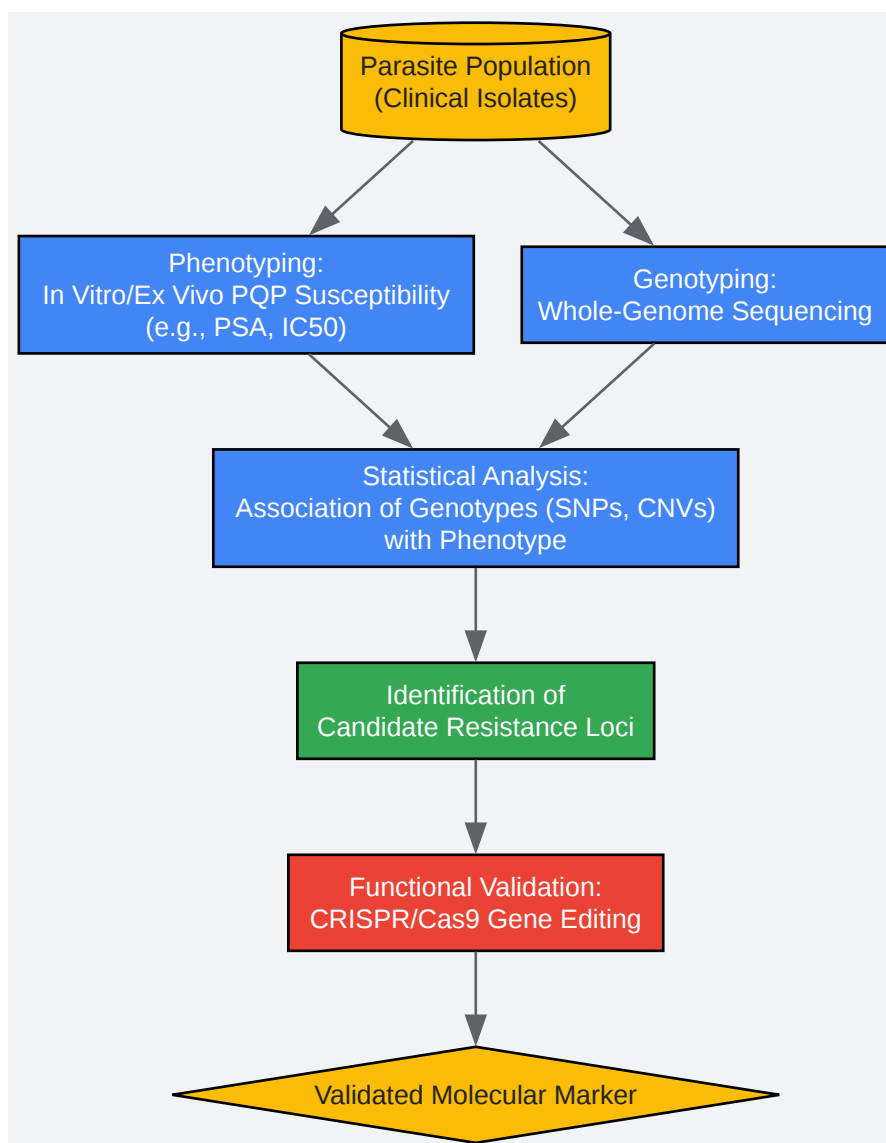 Parasite Population
(Clinical Isolates)
Phenotyping:
In Vitro/Ex Vivo PQP Susceptibility
(e.g., PSA, IC50)
Genotyping:
Whole-Genome Sequencing
Statistical Analysis:
Association of Genotypes (SNPs, CNVs)
with Phenotype
Identification of
Candidate Resistance Loci
Functional Validation:
CRISPR/Cas9 Gene Editing
Validated Molecular Marker